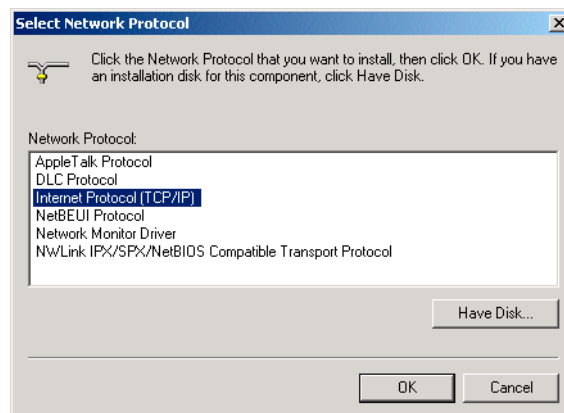 Select Network Protocol
Click the Network Protocol that you want to install, then click OK. If you have
an installation disk for this component, click Have Disk.
Network Protocol:
AppleTalk Protocol
DLC Protocol
Internet Protocol (TCP/IP)
NetBEUI Protocol
Network Monitor Driver
NWLink IPX/SPX/NetBIOS Compatible Transport Protocol
Have Disk...
OK
Cancel